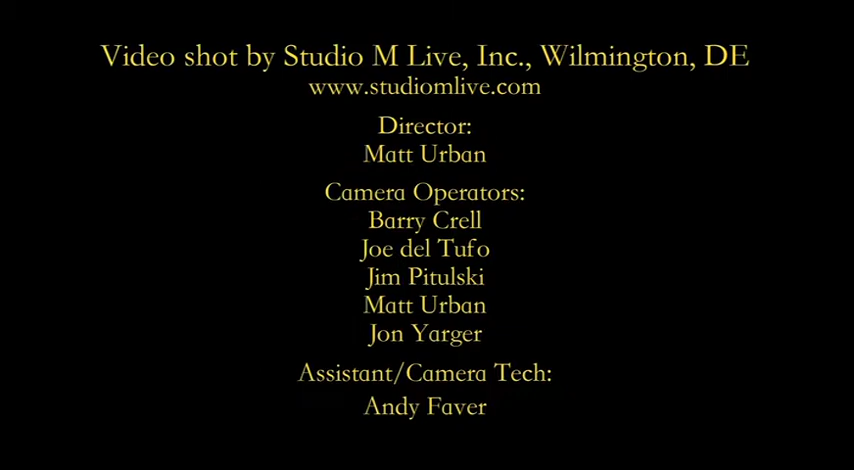 Video shot by Studio M Live, Inc., Wilmington, DE
www.studiomlive.com
Director:
Matt Urban
Camera Operators:
Barry Crell
Joe del Tufo
Jim Pitulski
Matt Urban
Jon Yarger
Assistant/Camera Tech:
Andy Faver